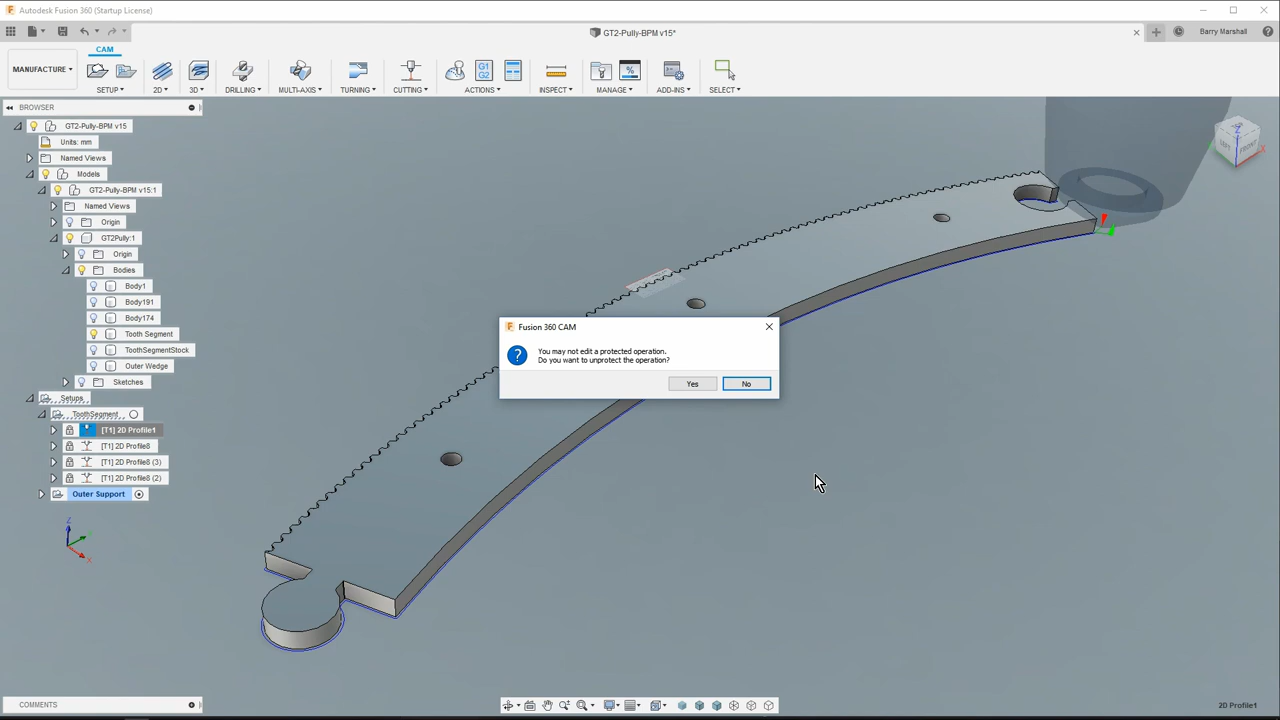 Autodesk Fusion 360 (Startup License)
GT2-Pully-BPM v15*
Barry Marshall
CAM
MANUFACTURE
G1
G2
SETUP
2D
3D
DRILLING
MULTI-AXIS
TURNING
CUTTING
ACTIONS
INSPECT
MANAGE
ADD-INS
SELECT
BROWSER
GT2-Pully-BPM v15
Units: mm
Named Views
Models
GT2-Pully-BPM v15:1
Named Views
Origin
GT2Pully:1
Origin
Bodies
Body1
Body191
Body174
Tooth Segment
ToothSegmentStock
Outer Wedge
Sketches
Setups
ToothSegment
[T1] 2D Profile1
[T1] 2D Profile8
[T1] 2D Profile8 (3)
[T1] 2D Profile8 (2)
Outer Support
Z
X
Z
LEFT
FRONT
X
Fusion 360 CAM
You may not edit a protected operation.
Do you want to unprotect the operation?
Yes
No
COMMENTS
2D Profile1